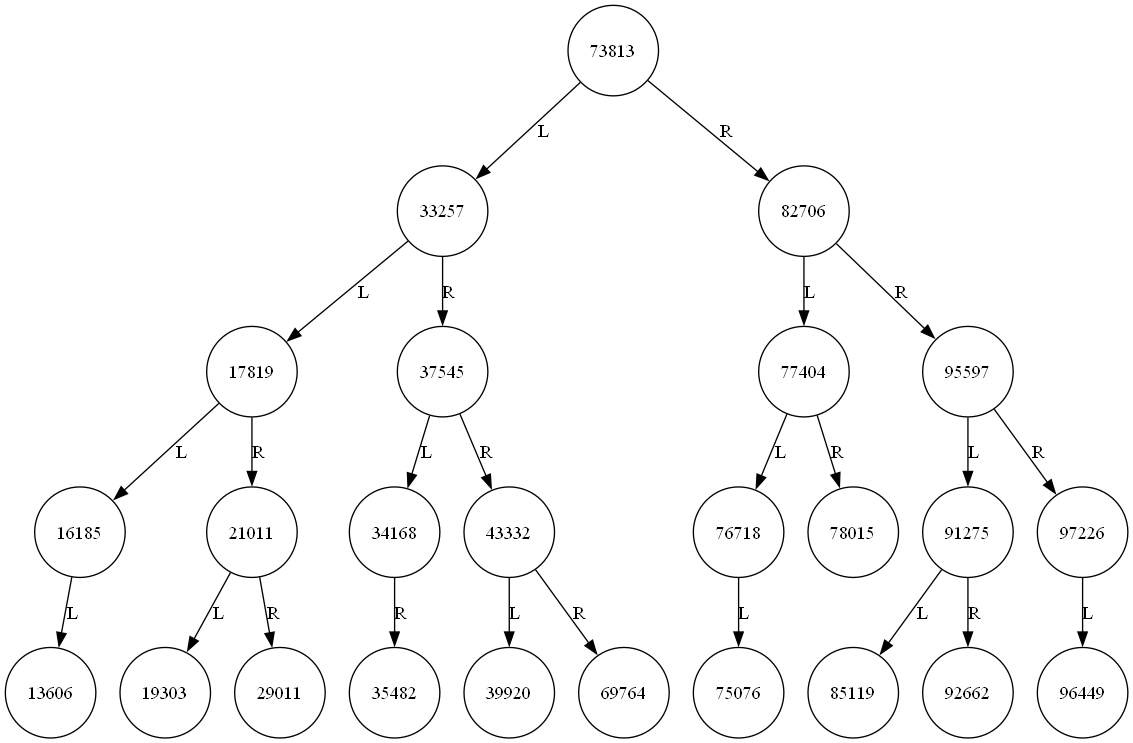 73813
L
R
33257
82706
L
R
L
R
17819
37545
77404
95597
L
R
L
R
L
R
L
R
16185
21011
34168
43332
76718
78015
91275
97226
L
L
R
R
L
R
L
L
R
L
13606
19303
29011
35482
39920
69764
75076
85119
92662
96449